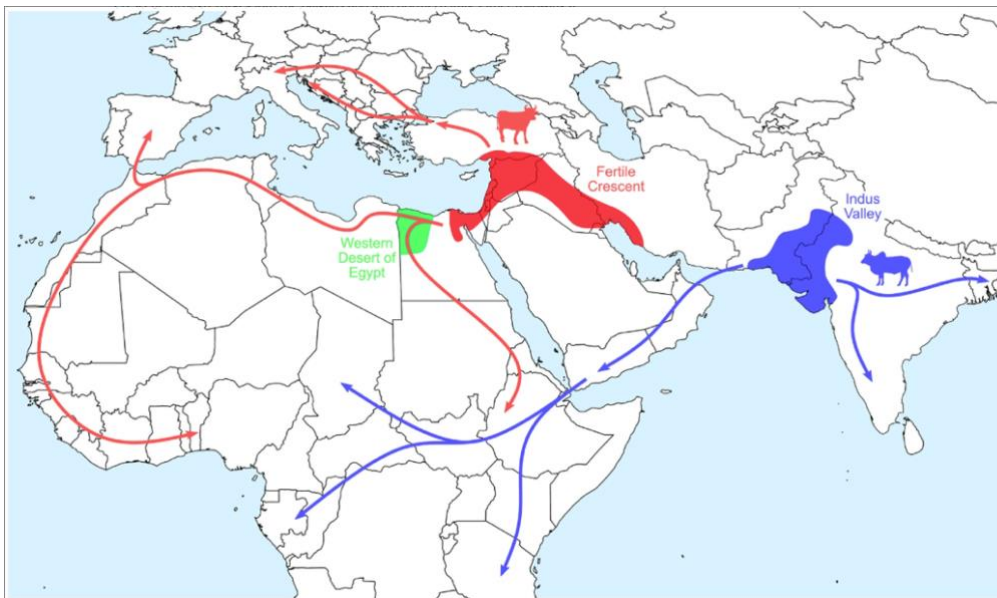 Fertile
Crescent
Indus
Valley
Western
Desert of
Egypt